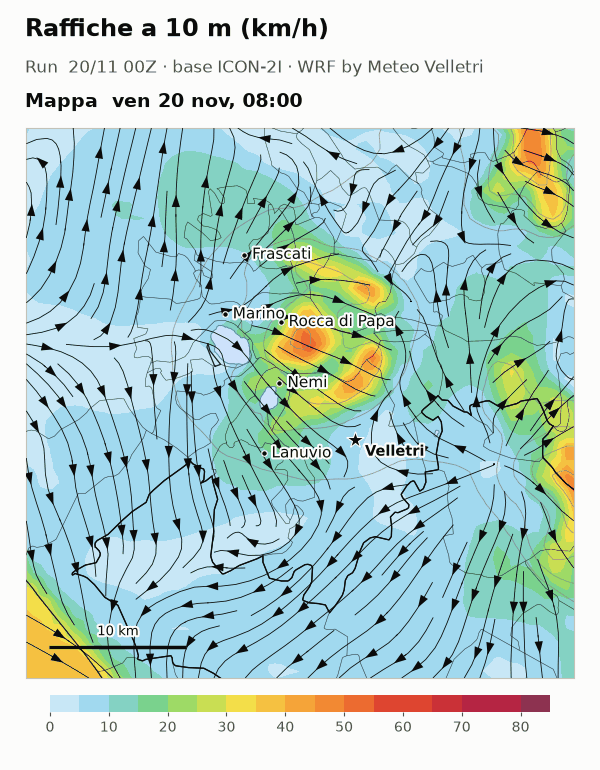 Raffiche a 10 m (km/h)
Run 20/11 00Z · base ICON-2I · WRF by Meteo Velletri
Mappa ven 20 nov, 08:00
Frascati
Marino
Rocca di Papa
Nemi
Velletri
Lanuvio
10 km
0 10 20 30 40 50 60 70 80